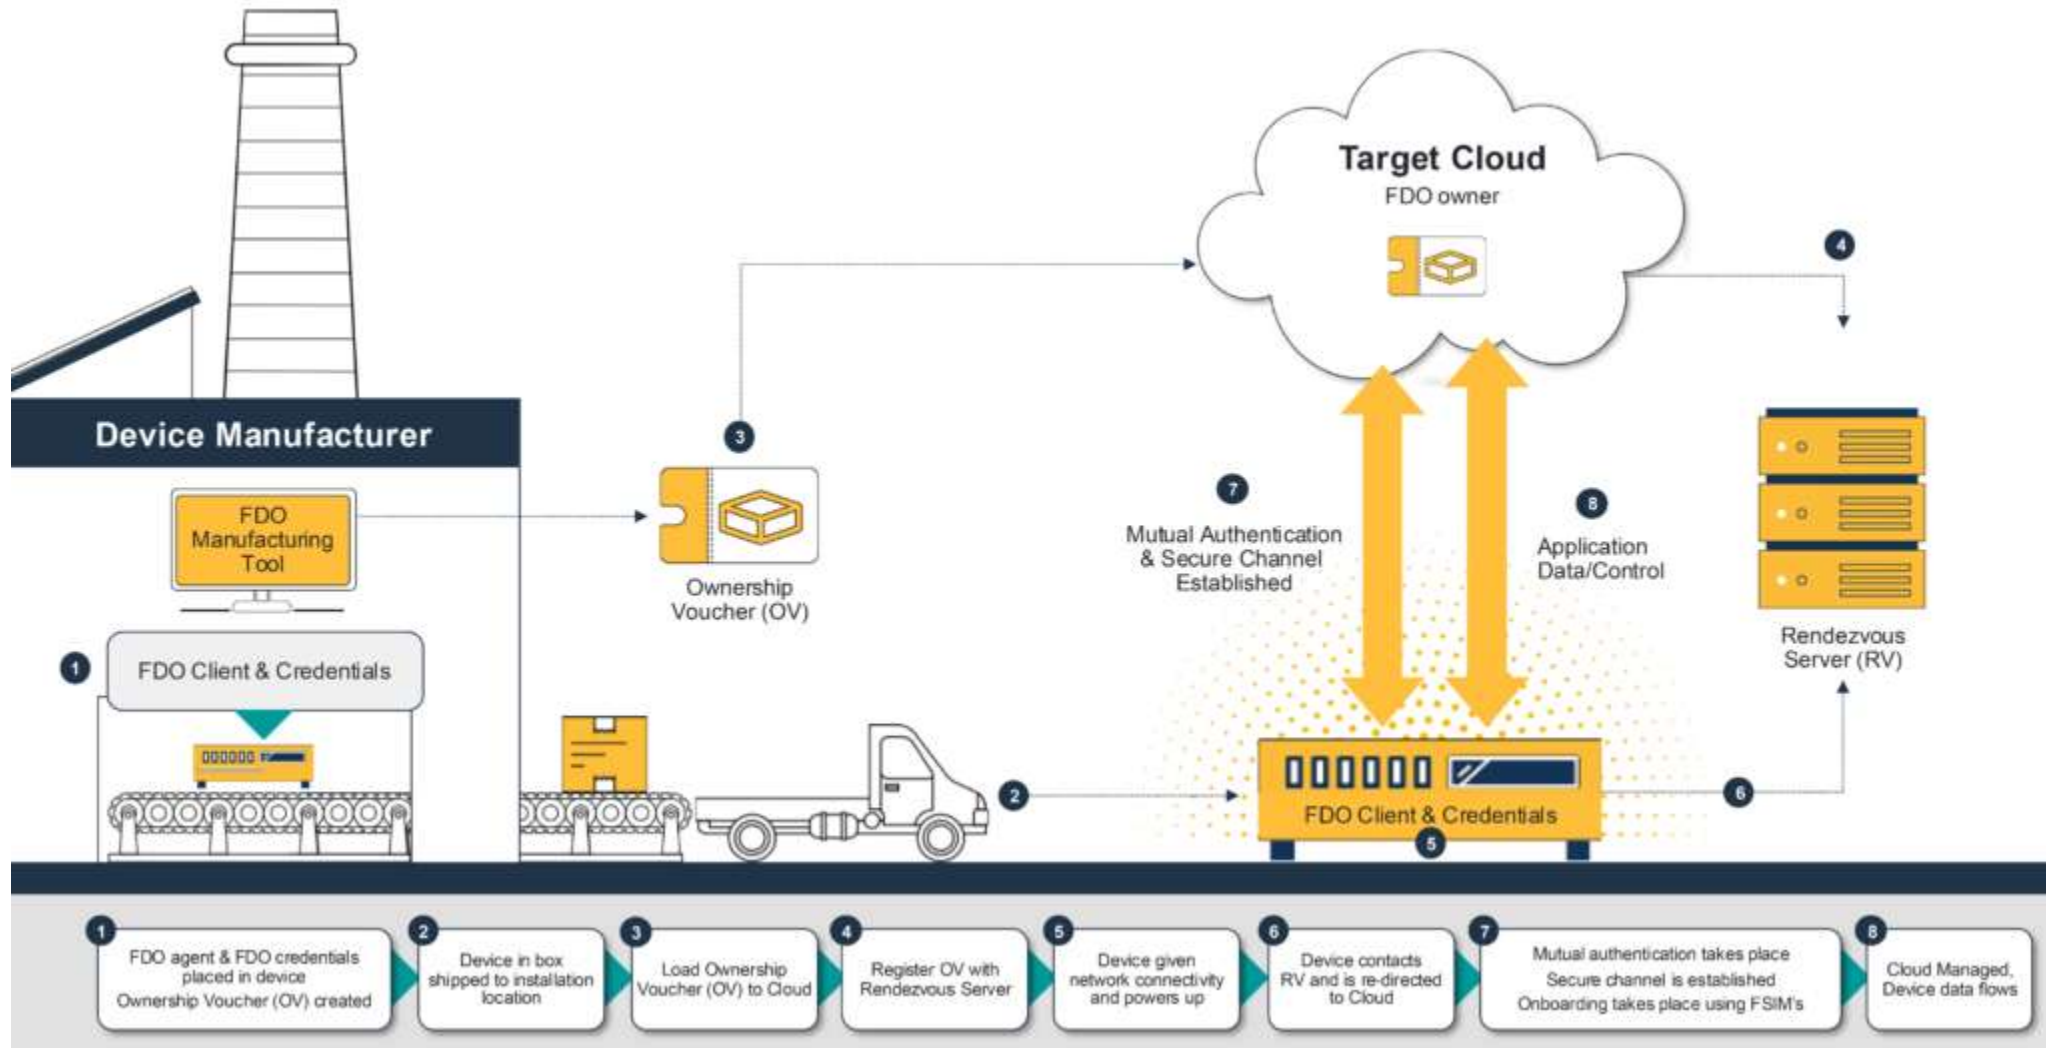 Target Cloud
FDO owner
4
Device Manufacturer
3
FDO
Manufacturing
Tool
Ownership
Voucher (OV)
7
Mutual Authentication
& Secure Channel
Established
8
Application
Data/Control
Rendezvous
Server (RV)
1
FDO Client & Credentials
2
FDO Client & Credentials
5
6
1
FDO agent & FDO credentials
placed in device
Ownership Voucher (OV) created
2
Device in box
shipped to installation
location
3
Load Ownership
Voucher (OV) to Cloud
4
Register OV with
Rendezvous Server
5
Device given
network connectivity
and powers up
6
Device contacts
RV and is re-directed
to Cloud
7
Mutual authentication takes place
Secure channel is established
Onboarding takes place using FSIM's
8
Cloud Managed,
Device data flows